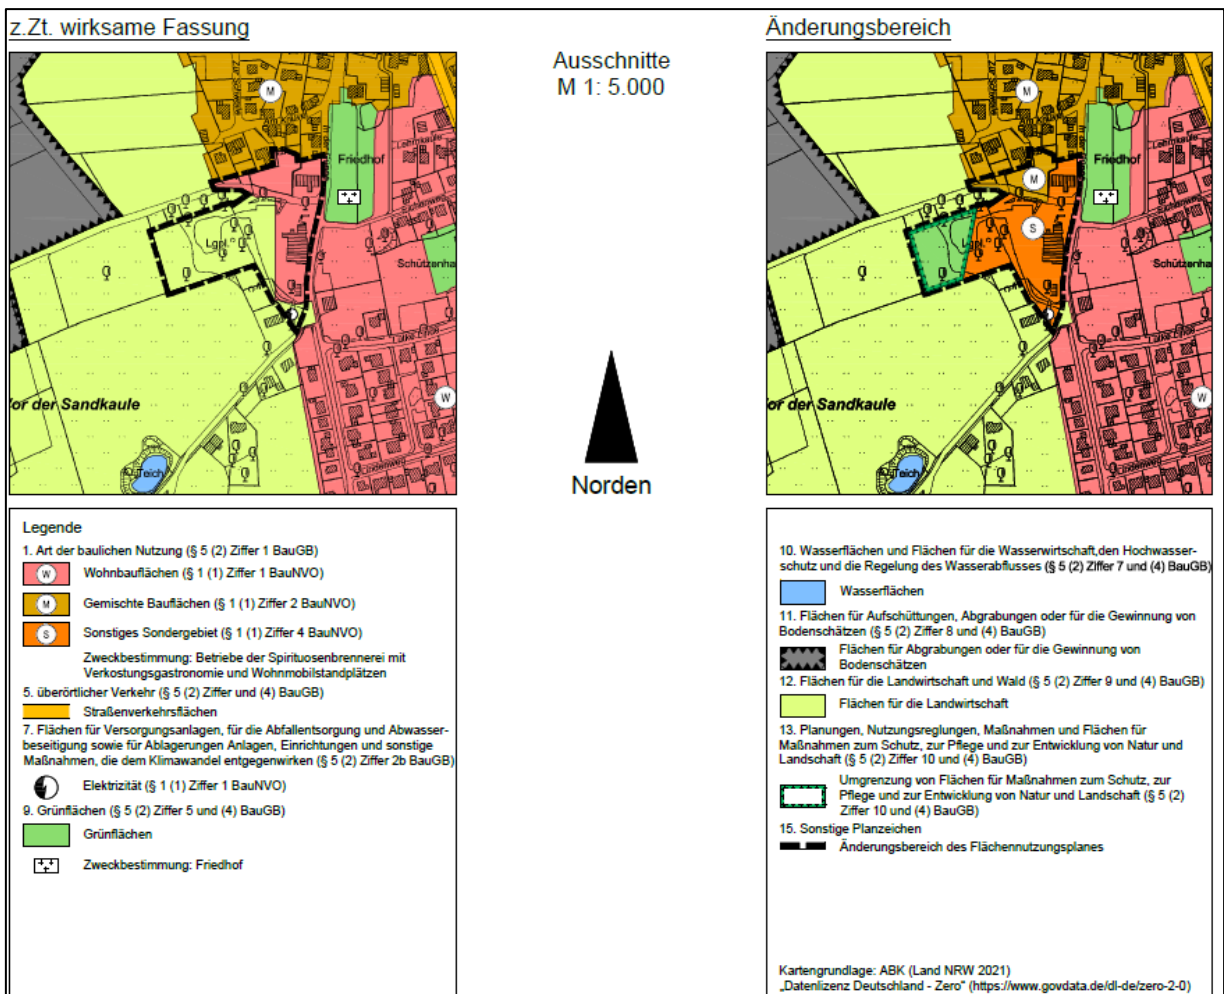 z.Zt. wirksame Fassung
Änderungsbereich
Ausschnitte
M 1: 5.000
M
Friedhof
Lgpl.
Schützenha
W
or der Sandkaule
Teich
Lindenweg
M
Friedhof
Lehmkaule
M
S
Lgpl.
Schützenha
W
or der Sandkaule
Teich
Lindenweg
Norden
Legende
1. Art der baulichen Nutzung (§ 5 (2) Ziffer 1 BauGB)
W Wohnbauflächen (§ 1 (1) Ziffer 1 BauNVO)
M Gemischte Bauflächen (§ 1 (1) Ziffer 2 BauNVO)
S Sonstiges Sondergebiet (§ 1 (1) Ziffer 4 BauNVO)
Zweckbestimmung: Betriebe der Spirituosenbrennerei mit
Verkostungsgastronomie und Wohnmobilstandplätzen
5. überörtlicher Verkehr (§ 5 (2) Ziffer und (4) BauGB)
Straßenverkehrsflächen
7. Flächen für Versorgungsanlagen, für die Abfallentsorgung und Abwasser-
beseitigung sowie für Ablagerungen Anlagen, Einrichtungen und sonstige
Maßnahmen, die dem Klimawandel entgegenwirken (§ 5 (2) Ziffer 2b BauGB)
Elektrizität (§ 1 (1) Ziffer 1 BauNVO)
9. Grünflächen (§ 5 (2) Ziffer 5 und (4) BauGB)
Grünflächen
Zweckbestimmung: Friedhof
10. Wasserflächen und Flächen für die Wasserwirtschaft,den Hochwasser-
schutz und die Regelung des Wasserabflusses (§ 5 (2) Ziffer 7 und (4) BauGB)
Wasserflächen
11. Flächen für Aufschüttungen, Abgrabungen oder für die Gewinnung von
Bodenschätzen (§ 5 (2) Ziffer 8 und (4) BauGB)
Flächen für Abgrabungen oder für die Gewinnung von
Bodenschätzen
12. Flächen für die Landwirtschaft und Wald (§ 5 (2) Ziffer 9 und (4) BauGB)
Flächen für die Landwirtschaft
13. Planungen, Nutzungsreglungen, Maßnahmen und Flächen für
Maßnahmen zum Schutz, zur Pflege und zur Entwicklung von Natur und
Landschaft (§ 5 (2) Ziffer 10 und (4) BauGB)
Umgrenzung von Flächen für Maßnahmen zum Schutz, zur
Pflege und zur Entwicklung von Natur und Landschaft (§ 5 (2)
Ziffer 10 und (4) BauGB)
15. Sonstige Planzeichen
Änderungsbereich des Flächennutzungsplanes
Kartengrundlage: ABK (Land NRW 2021)
„Datenlizenz Deutschland - Zero" (https://www.govdata.de/dl-de/zero-2-0)